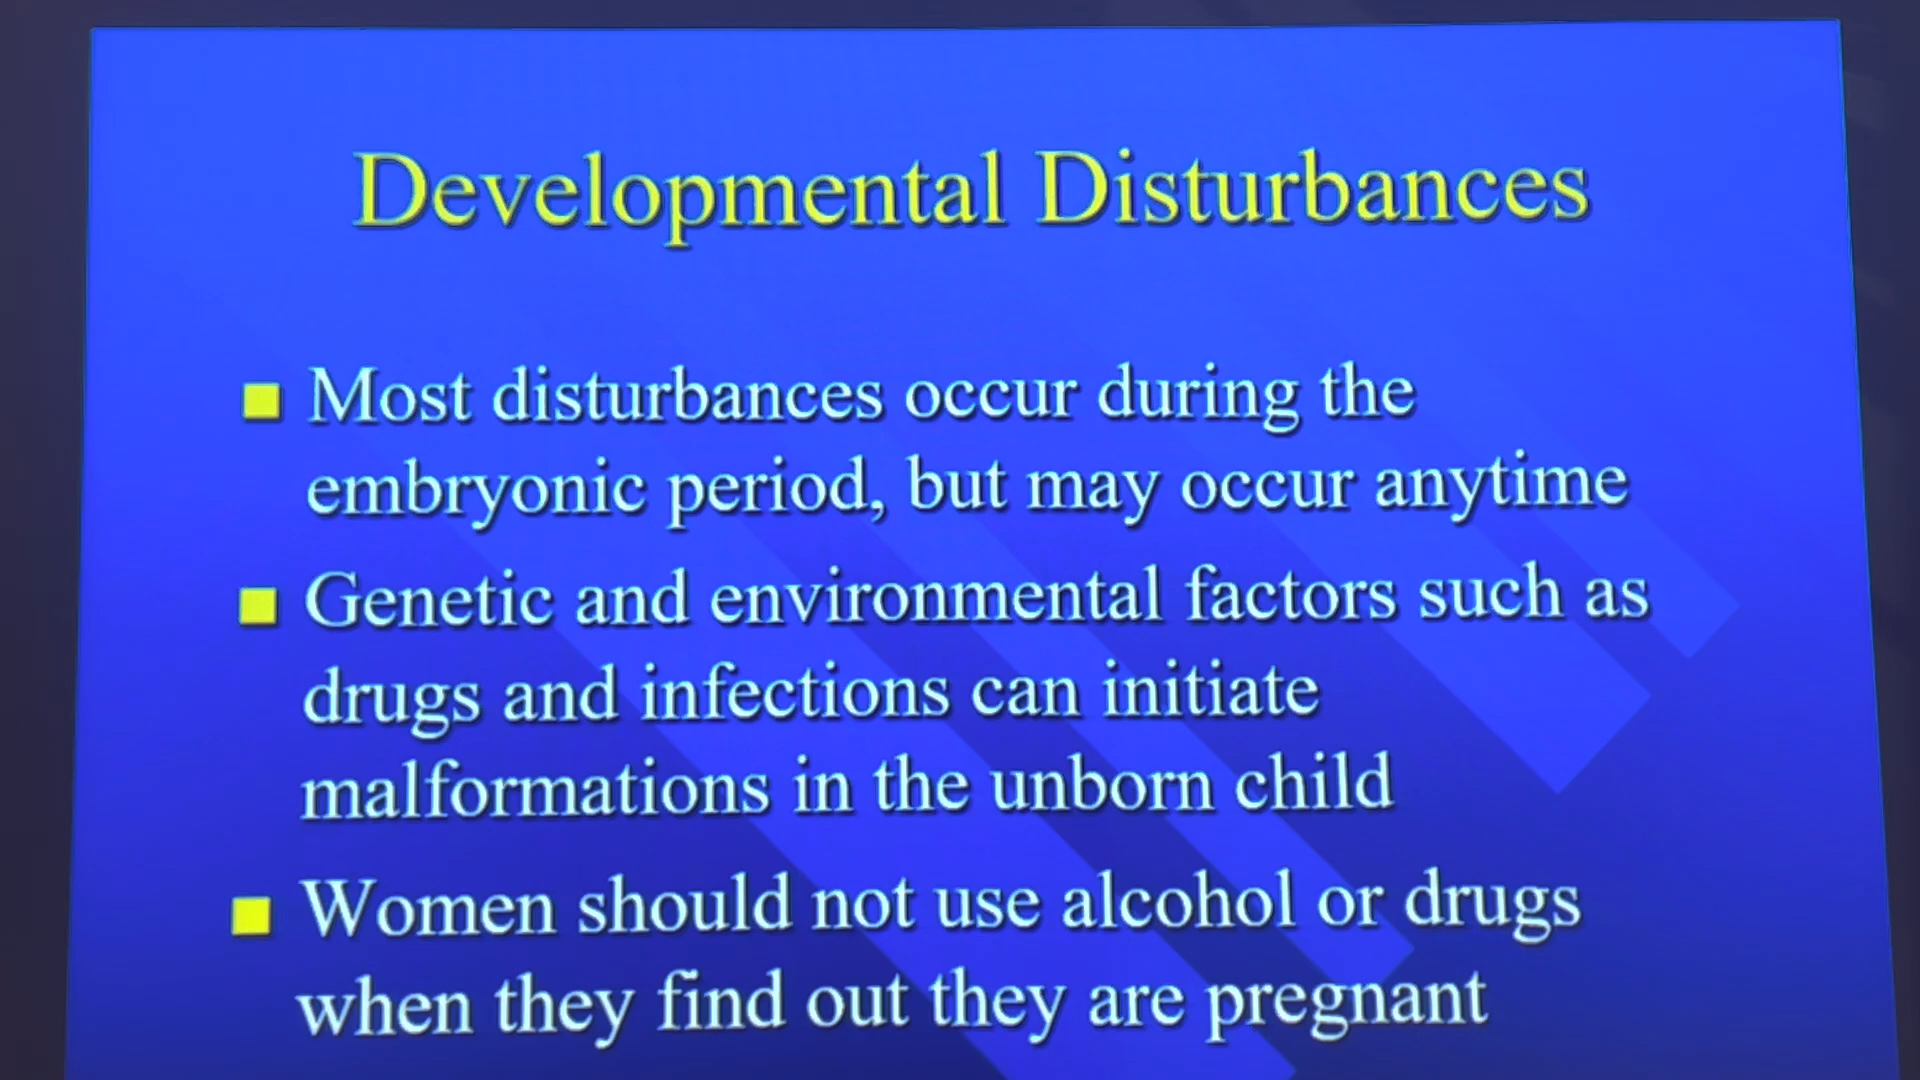 Developmental Disturbances
Most disturbances occur during the
embryonic period, but may occur anytime
Genetic and environmental factors such as
drugs and infections can initiate
malformations in the unborn child
Women should not use alcohol or drugs
when they find out they are pregnant